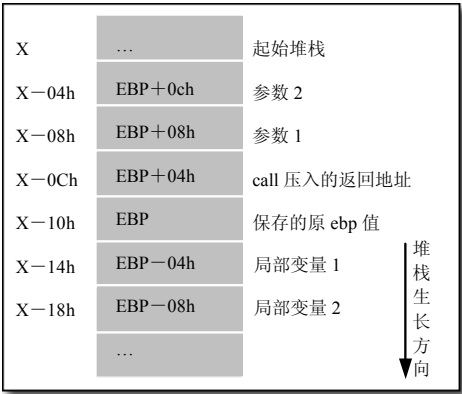 X … 起始堆栈
X－04h EBP＋0ch 参数 2
X－08h EBP＋08h 参数 1
X－0Ch EBP＋04h call 压入的返回地址
X－10h EBP 保存的原 ebp 值
X－14h EBP－04h 局部变量 1
X－18h EBP－08h 局部变量 2
…
堆栈生长方向